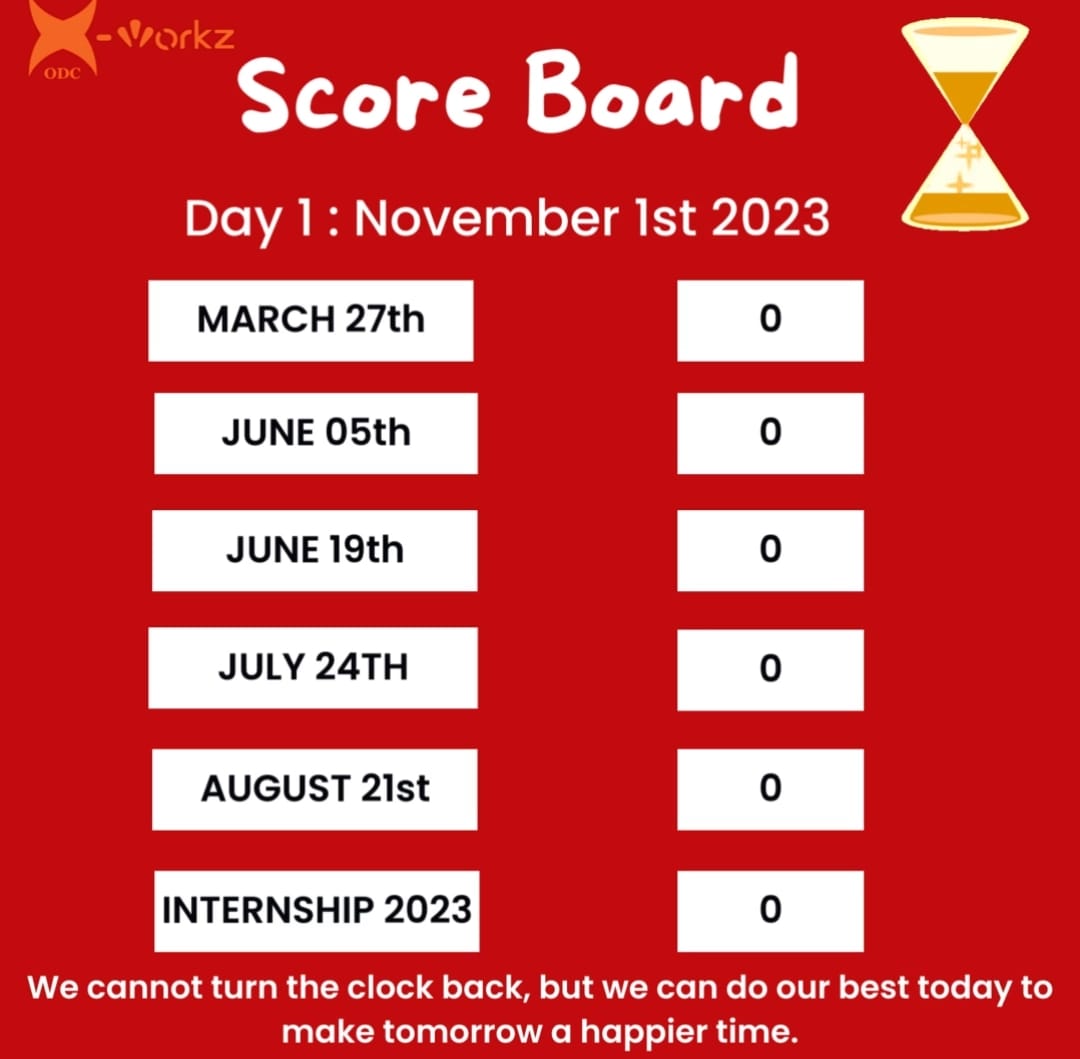 X-Workz
ODC
Score Board
Day 1 : November 1st 2023
MARCH 27th 0
JUNE 05th 0
JUNE 19th 0
JULY 24TH 0
AUGUST 21st 0
INTERNSHIP 2023 0
We cannot turn the clock back, but we can do our best today to
make tomorrow a happier time.